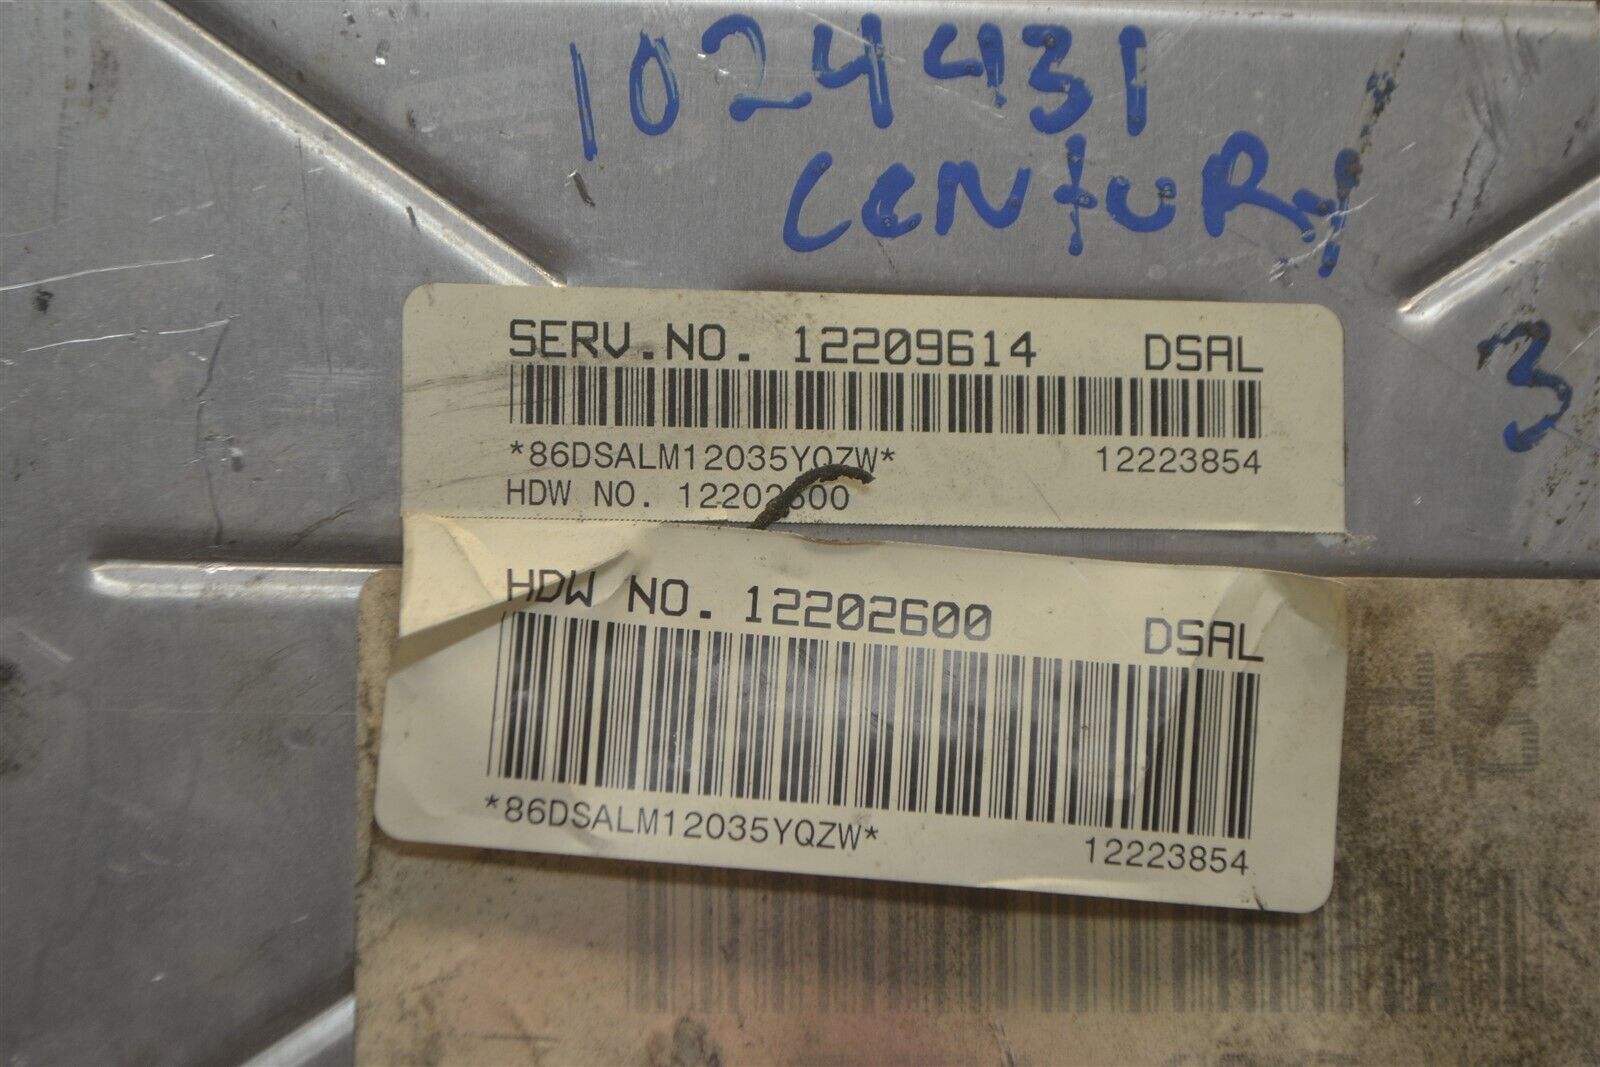 1024431
CENtURY
3
SERV.NO. 12209614 DSAL
*86DSALM12035YQZW* 12223854
HDW NO. 12202600
HDW NO. 12202600 DSAL
*86DSALM12035YQZW* 12223854